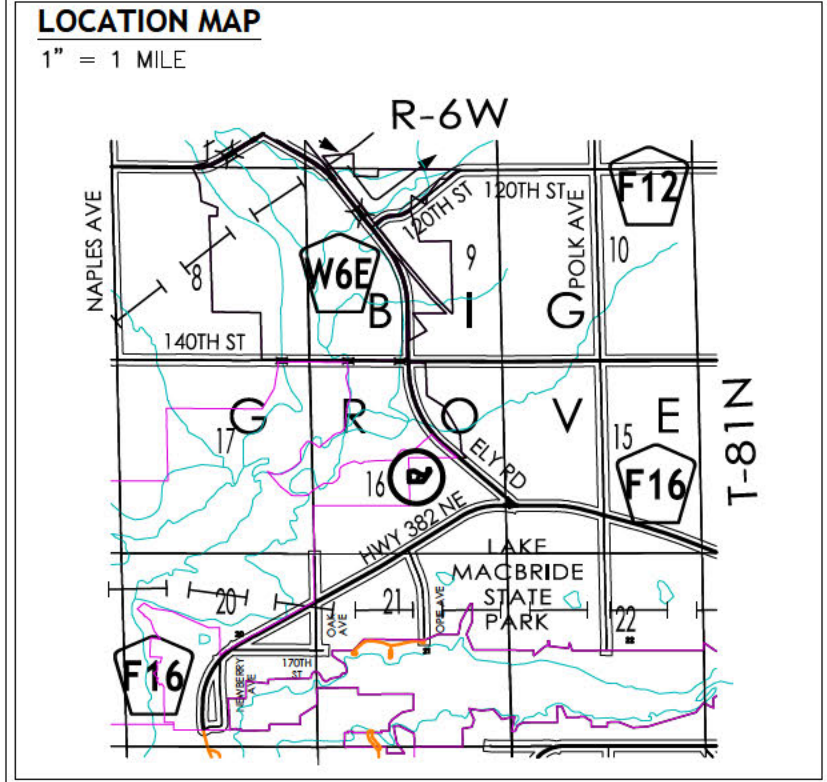 LOCATION MAP
1" = 1 MILE
R-6W
NAPLES AVE
120TH ST
120TH ST
POLK AVE
F12
8
W6E
9
10
B I G
140TH ST
G R O V E
17
16
15
T-81N
ELY RD
F16
HWY 382 NE
LAKE
MACBRIDE
STATE
PARK
20
OAK
AVE
21
OPIE AVE
22
F16
NEWBERRY
AVE
170TH
ST